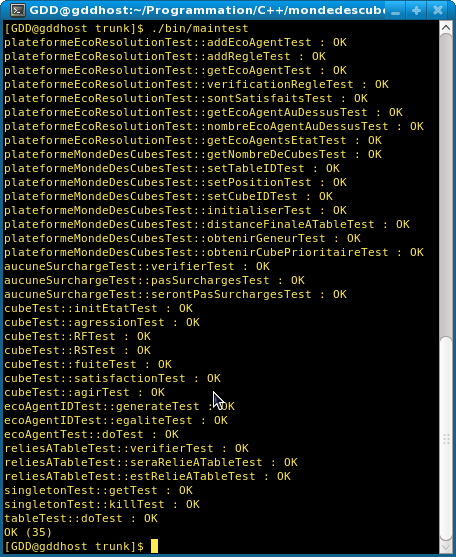 GDD@gddhost:~/Programmation/C++/mondedescube
[GDD@gddhost trunk]$ ./bin/maintest
plateformeEcoResolutionTest::addEcoAgentTest : OK
plateformeEcoResolutionTest::addRegleTest : OK
plateformeEcoResolutionTest::getEcoAgentTest : OK
plateformeEcoResolutionTest::verificationRegleTest : OK
plateformeEcoResolutionTest::sontSatisfaitsTest : OK
plateformeEcoResolutionTest::getEcoAgentAuDessusTest : OK
plateformeEcoResolutionTest::nombreEcoAgentAuDessusTest : OK
plateformeEcoResolutionTest::getEcoAgentsEtatTest : OK
plateformeMondeDesCubesTest::getNombreDeCubesTest : OK
plateformeMondeDesCubesTest::setTableIDTest : OK
plateformeMondeDesCubesTest::setPositionTest : OK
plateformeMondeDesCubesTest::setCubeIDTest : OK
plateformeMondeDesCubesTest::initialiserTest : OK
plateformeMondeDesCubesTest::distanceFinaleATableTest : OK
plateformeMondeDesCubesTest::obtenirGeneurTest : OK
plateformeMondeDesCubesTest::obtenirCubePrioritaireTest : OK
aucuneSurchargeTest::verifierTest : OK
aucuneSurchargeTest::pasSurchargesTest : OK
aucuneSurchargeTest::serontPasSurchargesTest : OK
cubeTest::initEtatTest : OK
cubeTest::agressionTest : OK
cubeTest::RFTest : OK
cubeTest::RSTest : OK
cubeTest::fuiteTest : OK
cubeTest::satisfactionTest : OK
cubeTest::agirTest : OK
ecoAgentIDTest::generateTest : OK
ecoAgentIDTest::egaliteTest : OK
ecoAgentTest::doTest : OK
reliesATableTest::verifierTest : OK
reliesATableTest::seraRelieATableTest : OK
reliesATableTest::estRelieATableTest : OK
singletonTest::getTest : OK
singletonTest::killTest : OK
tableTest::doTest : OK
OK (35)
[GDD@gddhost trunk]$